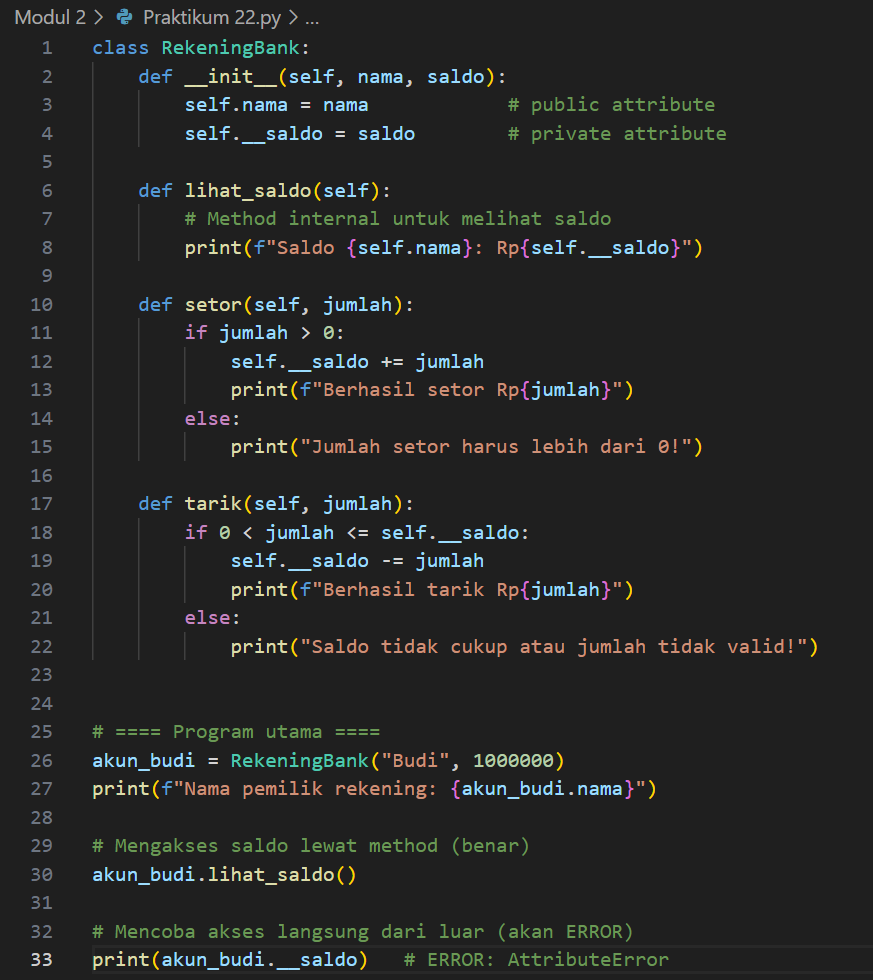 Modul 2 > Praktikum 22.py > ...
1 class RekeningBank:
2     def __init__(self, nama, saldo):
3         self.nama = nama            # public attribute
4         self.__saldo = saldo        # private attribute
5
6     def lihat_saldo(self):
7         # Method internal untuk melihat saldo
8         print(f"Saldo {self.nama}: Rp{self.__saldo}")
9
10     def setor(self, jumlah):
11         if jumlah > 0:
12             self.__saldo += jumlah
13             print(f"Berhasil setor Rp{jumlah}")
14         else:
15             print("Jumlah setor harus lebih dari 0!")
16
17     def tarik(self, jumlah):
18         if 0 < jumlah <= self.__saldo:
19             self.__saldo -= jumlah
20             print(f"Berhasil tarik Rp{jumlah}")
21         else:
22             print("Saldo tidak cukup atau jumlah tidak valid!")
23
24
25 # ==== Program utama ====
26 akun_budi = RekeningBank("Budi", 1000000)
27 print(f"Nama pemilik rekening: {akun_budi.nama}")
28
29 # Mengakses saldo lewat method (benar)
30 akun_budi.lihat_saldo()
31
32 # Mencoba akses langsung dari luar (akan ERROR)
33 print(akun_budi.__saldo)   # ERROR: AttributeError